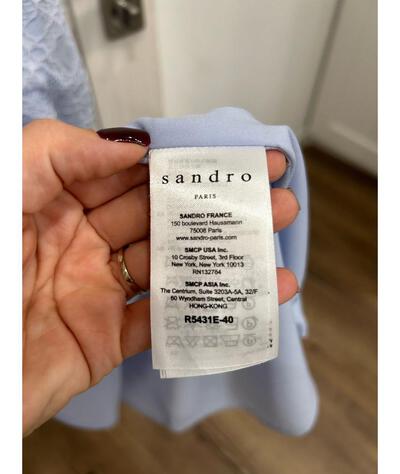 sandro
PARIS
SANDRO FRANCE
150 boulevard Haussmann
75008 Paris
www.sandro-paris.com
SMCP USA Inc.
10 Crosby Street, 3rd Floor
New York, New York 10013
RN132784
SMCP ASIA Inc.
The Centrium, Suite 3203A-5A, 32/F
60 Wyndham Street, Central
HONG-KONG
R5431E-40